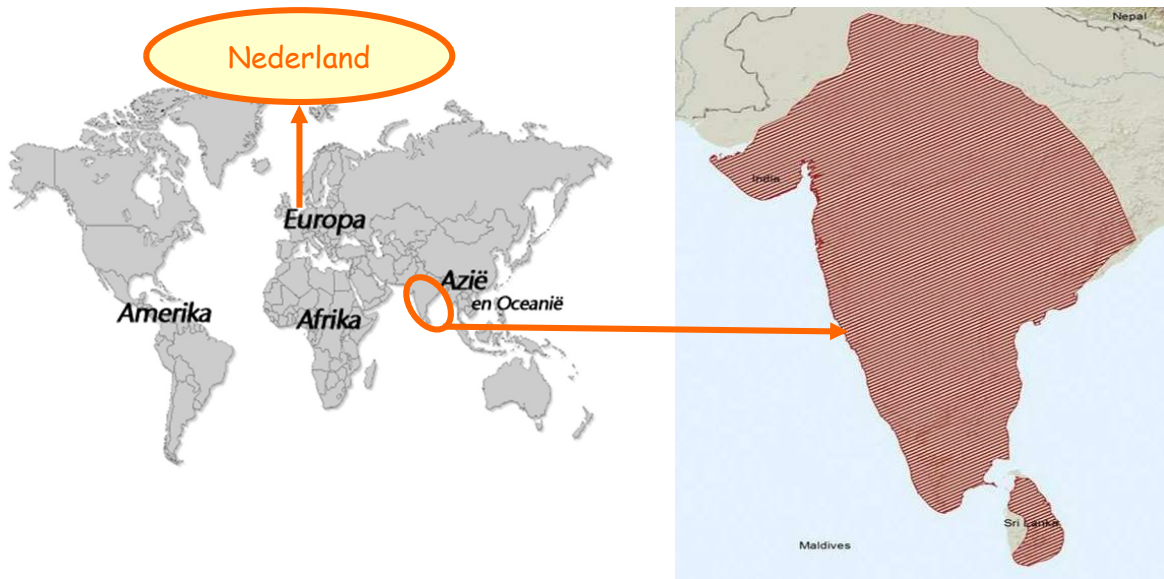 Nederland
Europa
Azië
en Oceanië
Amerika
Afrika
Nepal
India
Sri Lanka
Maldives